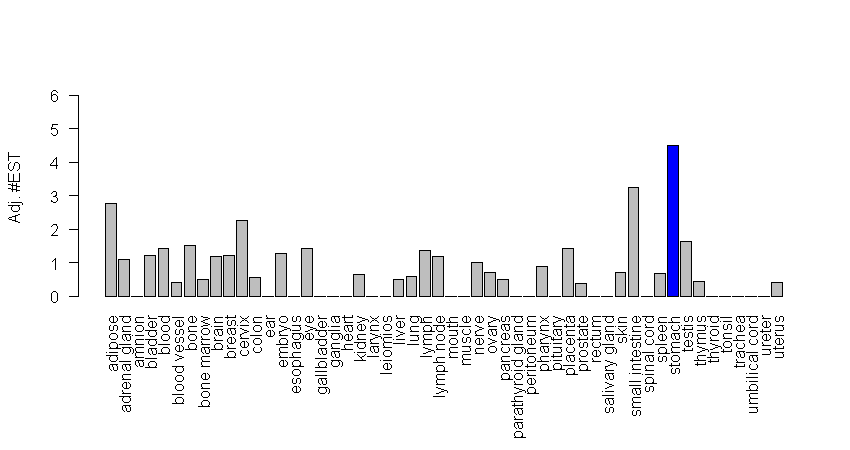 Adj. #EST
6
5
4
3
2
1
0
adipose
adrenal gland
amnion
bladder
blood
blood vessel
bone
bone marrow
brain
breast
cervix
colon
ear
embryo
esophagus
eye
gallbladder
ganglia
heart
kidney
larynx
leiomios
liver
lung
lymph
lymph node
mouth
muscle
nerve
ovary
pancreas
parathyroid gland
peritoneum
pharynx
pituitary
placenta
prostate
rectum
salivary gland
skin
small intestine
spinal cord
spleen
stomach
testis
thymus
thyroid
tonsil
trachea
umbilical cord
ureter
uterus